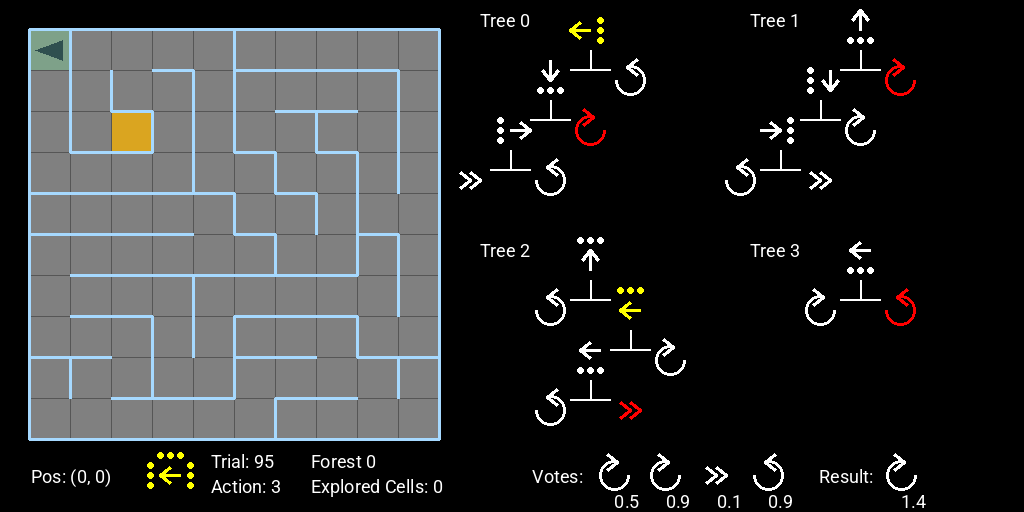 Tree 0
Tree 1
Tree 2
Tree 3
Pos: (0, 0)
Trial: 95
Forest 0
Action: 3
Explored Cells: 0
Votes:
Result:
0.5
0.9
0.1
0.9
1.4